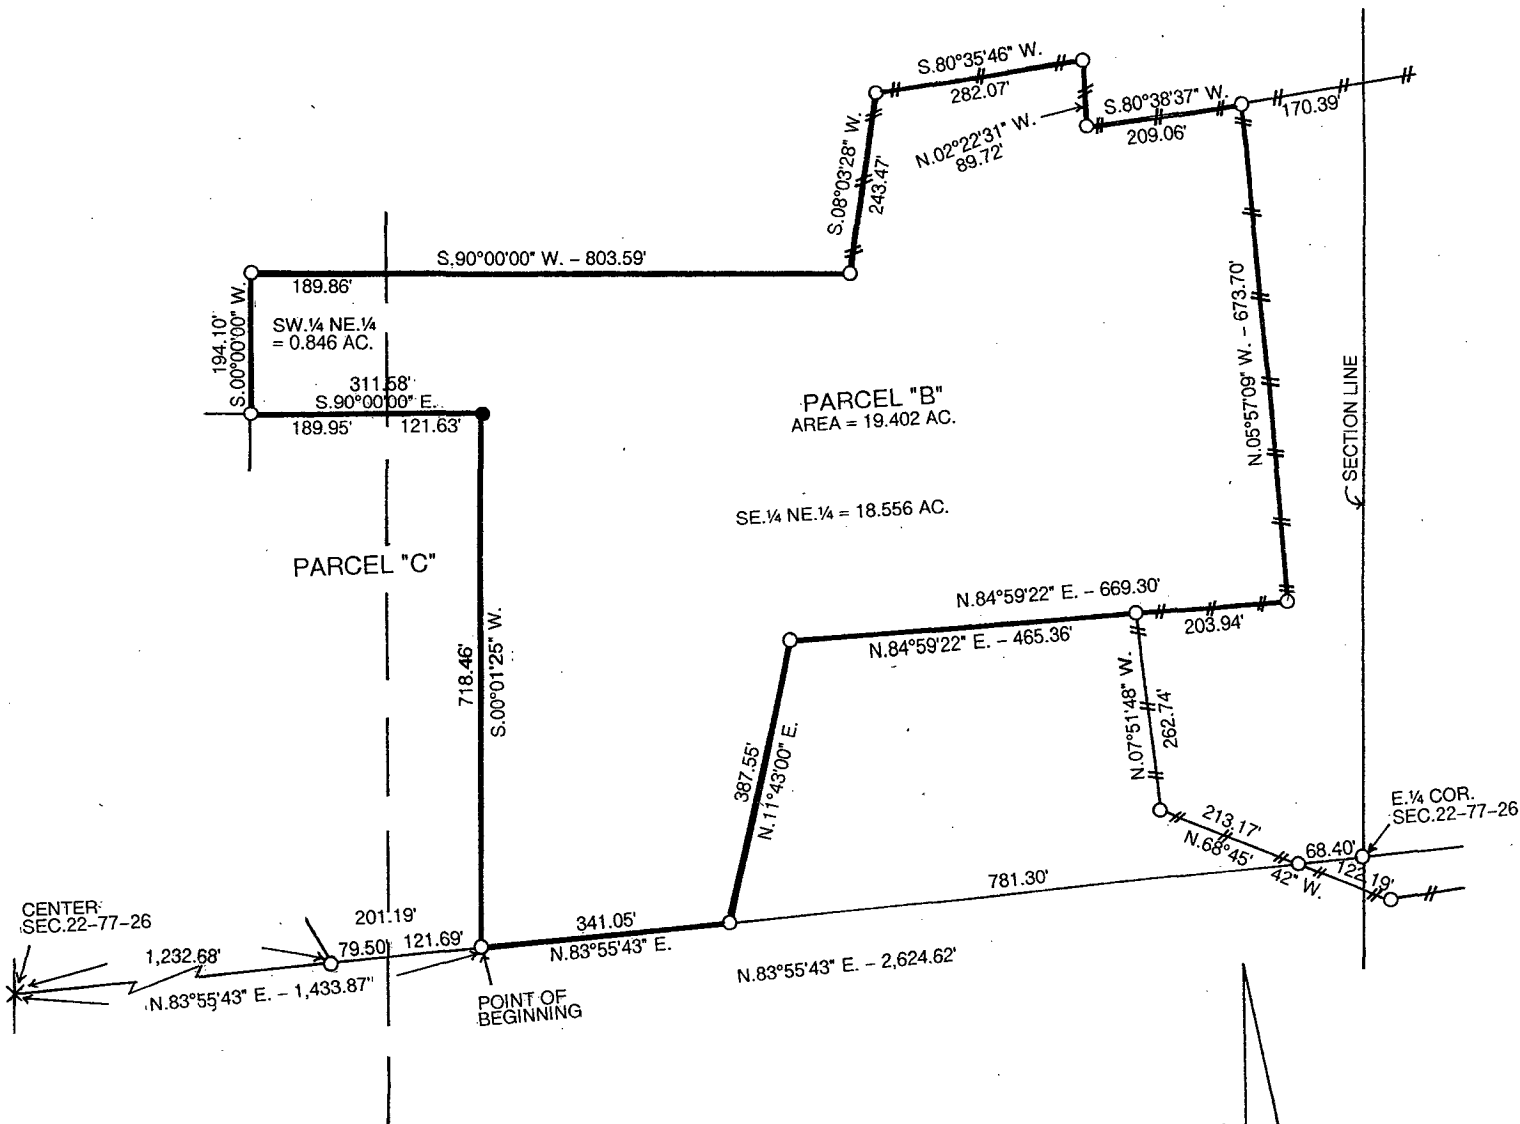 S.80°35'46" W.
282.07'
S.80°38'37" W.
209.06'
170.39'
N.02°22'31" W.
89.72'
S.08°03'28" W.
243.47'
S.90°00'00" W. – 803.59'
189.86'
194.10'
S.00°00'00" W.
SW.¼ NE.¼
= 0.846 AC.
311.58'
S.90°00'00" E.
189.95'
121.63'
PARCEL "B"
AREA = 19.402 AC.
N.05°57'09" W. – 673.70'
SECTION LINE
SE.¼ NE.¼ = 18.556 AC.
PARCEL "C"
718.46'
S.00°01'25" W.
N.84°59'22" E. – 669.30'
N.84°59'22" E. – 465.36'
203.94'
N.07°51'48" W.
262.74'
387.55'
N.11°43'00" E.
E.¼ COR.
SEC.22–77–26
213.17'
N.68°45'
42" W.
68.40'
122.19'
781.30'
CENTER
SEC.22–77–26
201.19'
79.50'
121.69'
1,232.68'
N.83°55'43" E. – 1,433.87"
341.05'
N.83°55'43" E.
N.83°55'43" E. – 2,624.62'
POINT OF
BEGINNING